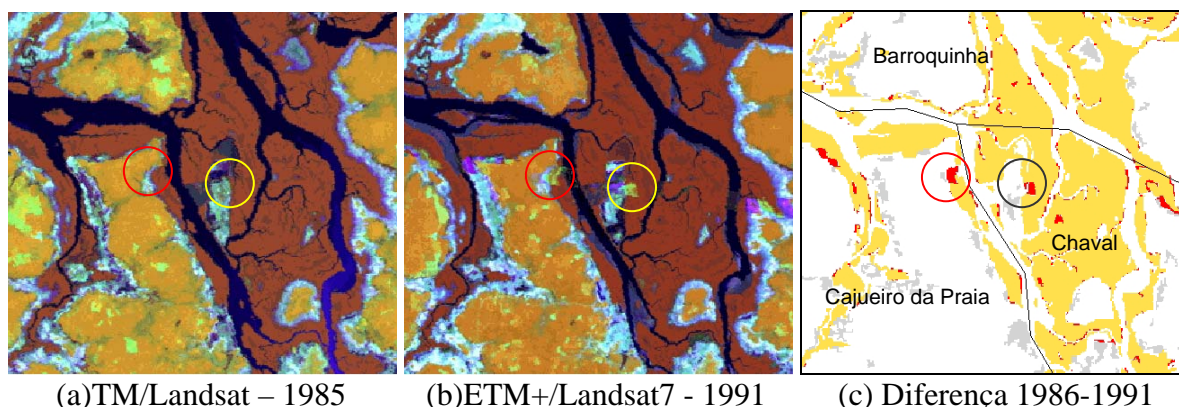 Barroquinha
Chaval
Cajueiro da Praia
(a)TM/Landsat – 1985
(b)ETM+/Landsat7 - 1991
(c) Diferença 1986-1991